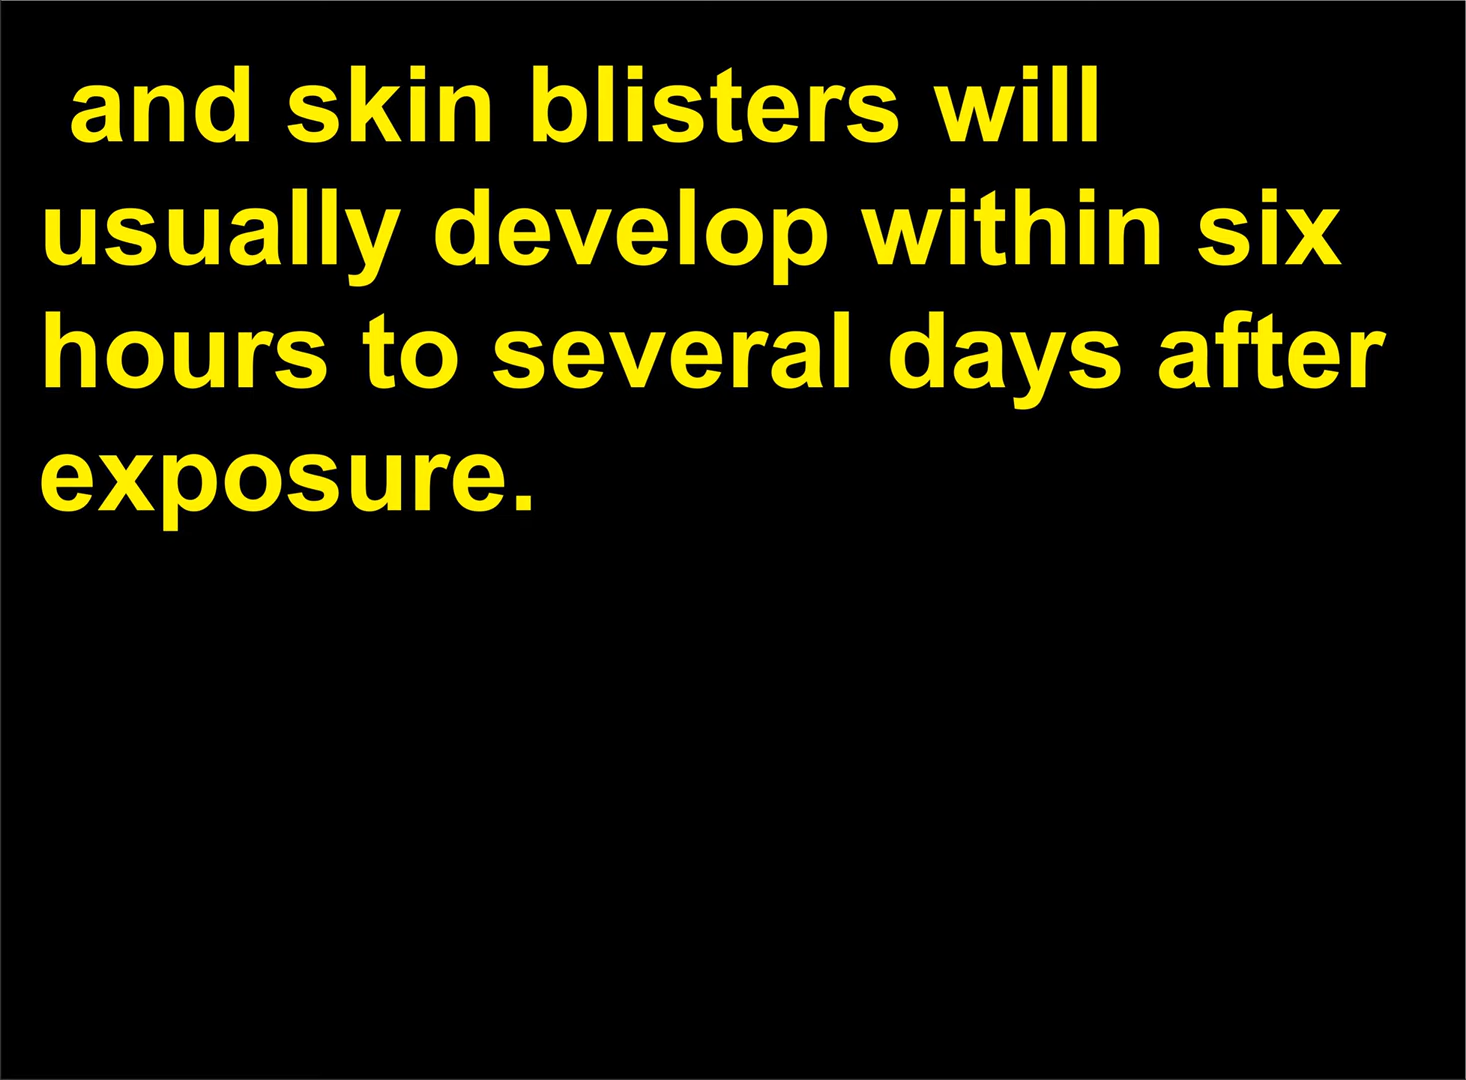 and skin blisters will
usually develop within six
hours to several days after
exposure.